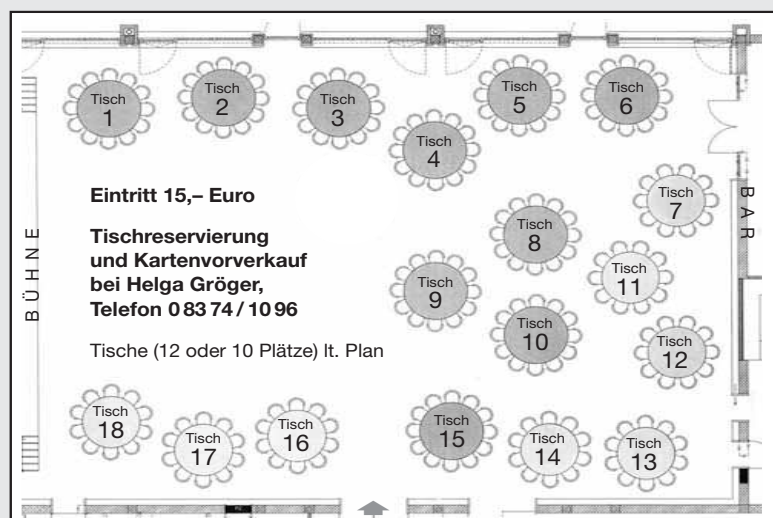 Tisch
1
Tisch
2
Tisch
3
Tisch
4
Tisch
5
Tisch
6
Tisch
7
Eintritt 15,– Euro
Tischreservierung
und Kartenvorverkauf
bei Helga Gröger,
Telefon 0 83 74 / 10 96
Tische (12 oder 10 Plätze) lt. Plan
BÜHNE
BAR
Tisch
8
Tisch
9
Tisch
10
Tisch
11
Tisch
12
Tisch
18
Tisch
17
Tisch
16
Tisch
15
Tisch
14
Tisch
13